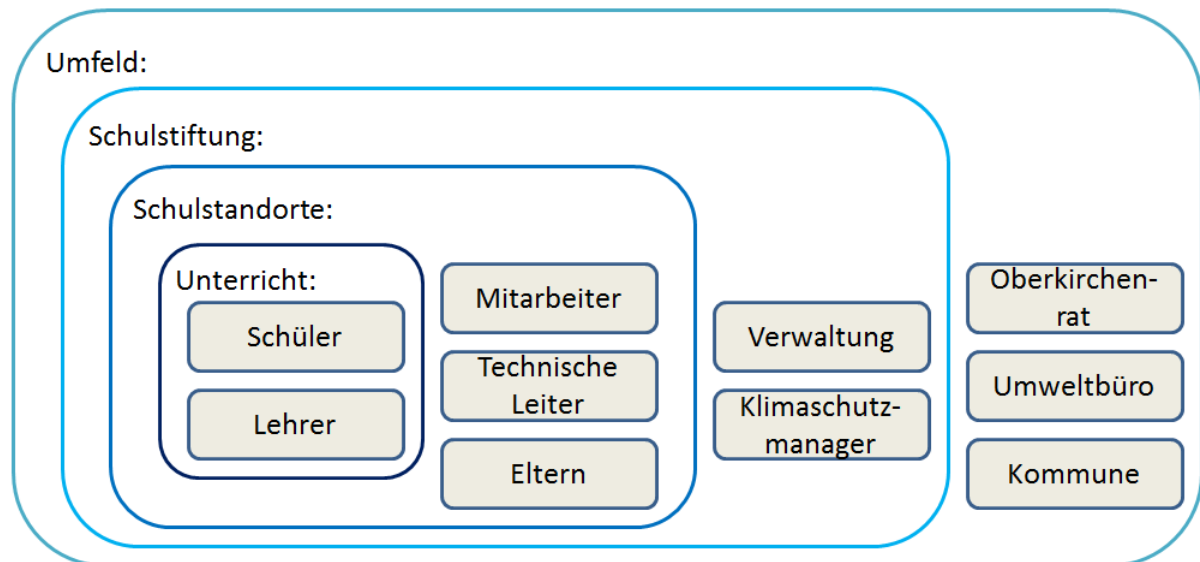 Umfeld:
Schulstiftung:
Schulstandorte:
Unterricht:
Schüler
Lehrer
Mitarbeiter
Technische
Leiter
Eltern
Verwaltung
Klimaschutz-
manager
Oberkirchen-
rat
Umweltbüro
Kommune